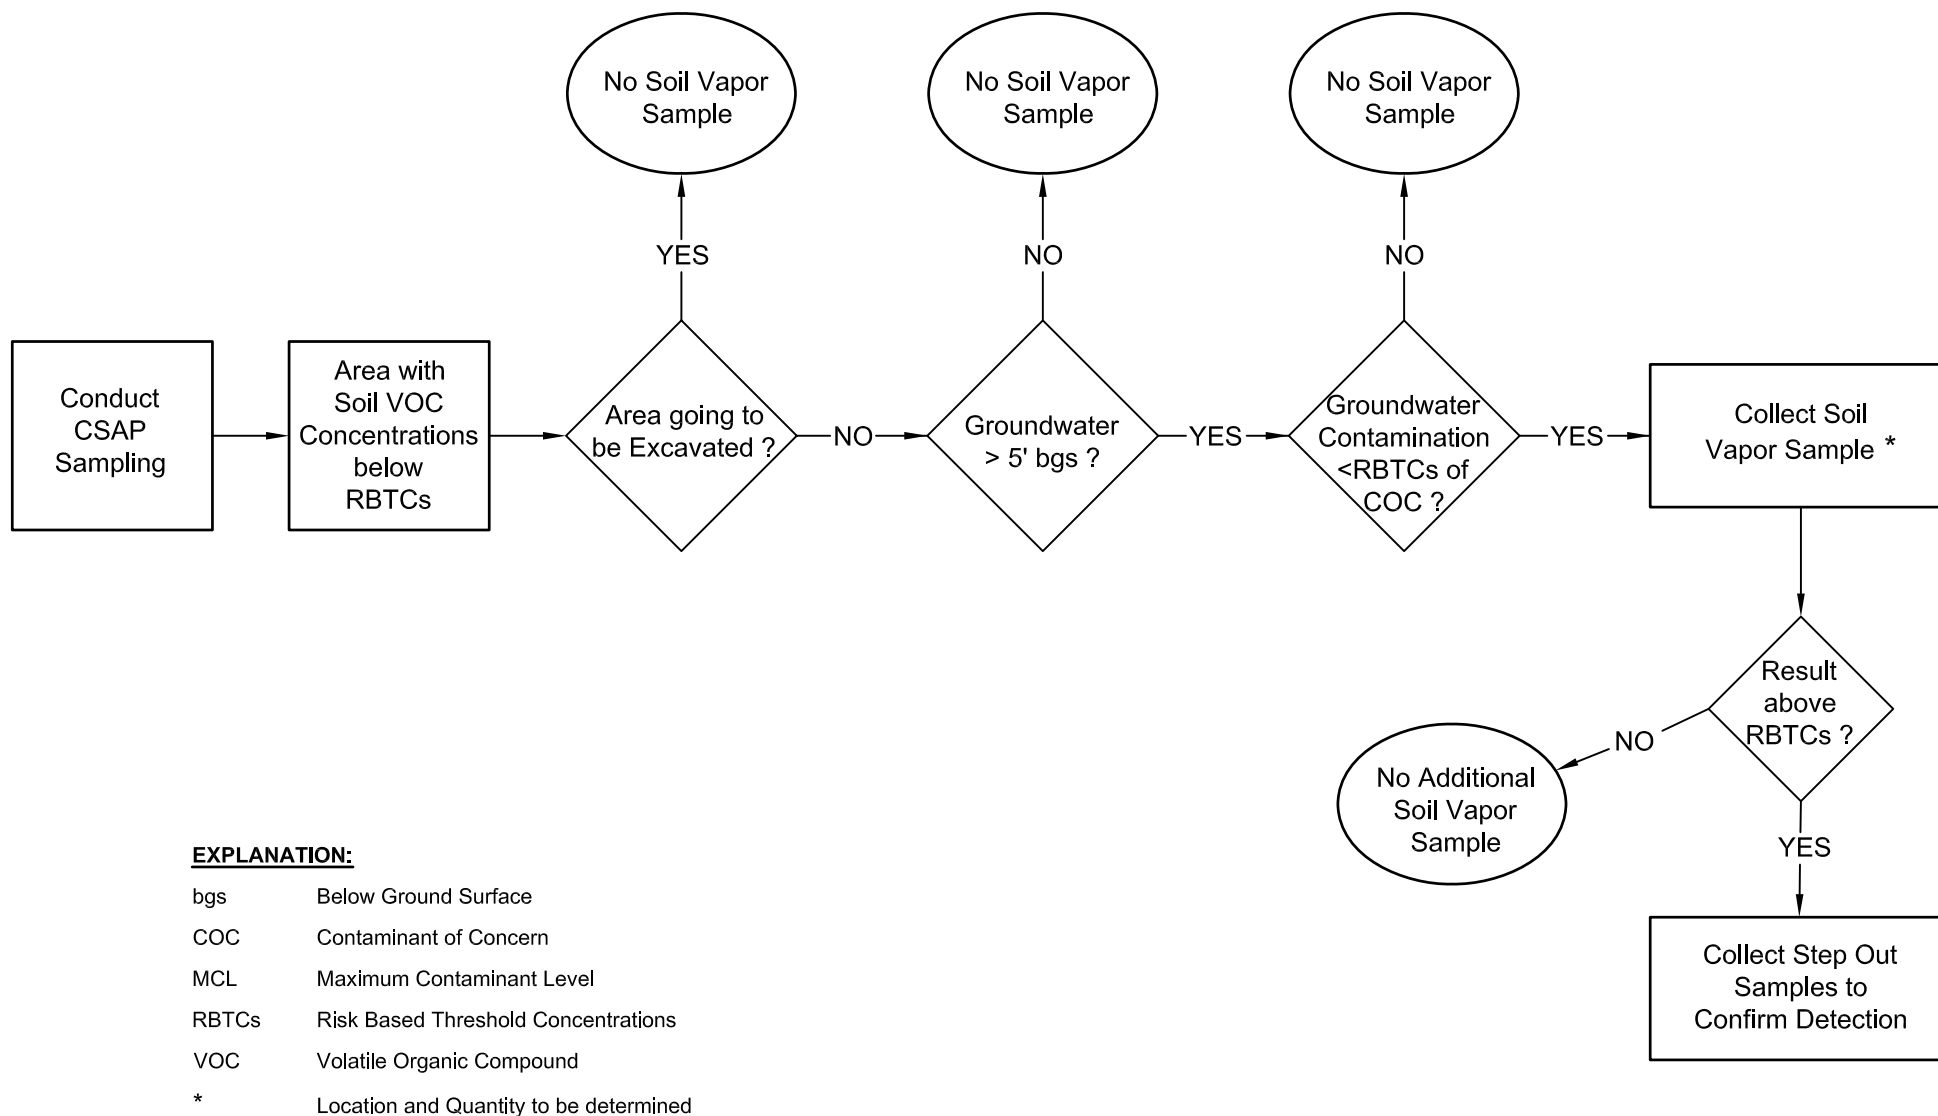 No Soil Vapor
Sample
No Soil Vapor
Sample
No Soil Vapor
Sample
YES
NO
NO
Conduct
CSAP
Sampling
Area with
Soil VOC
Concentrations
below
RBTCs
Area going to
be Excavated ?
NO
Groundwater
> 5' bgs ?
YES
Groundwater
Contamination
<RBTCs of
COC ?
YES
Collect Soil
Vapor Sample *
Result
above
RBTCs ?
NO
No Additional
Soil Vapor
Sample
YES
Collect Step Out
Samples to
Confirm Detection
EXPLANATION:
bgs Below Ground Surface
COC Contaminant of Concern
MCL Maximum Contaminant Level
RBTCs Risk Based Threshold Concentrations
VOC Volatile Organic Compound
* Location and Quantity to be determined